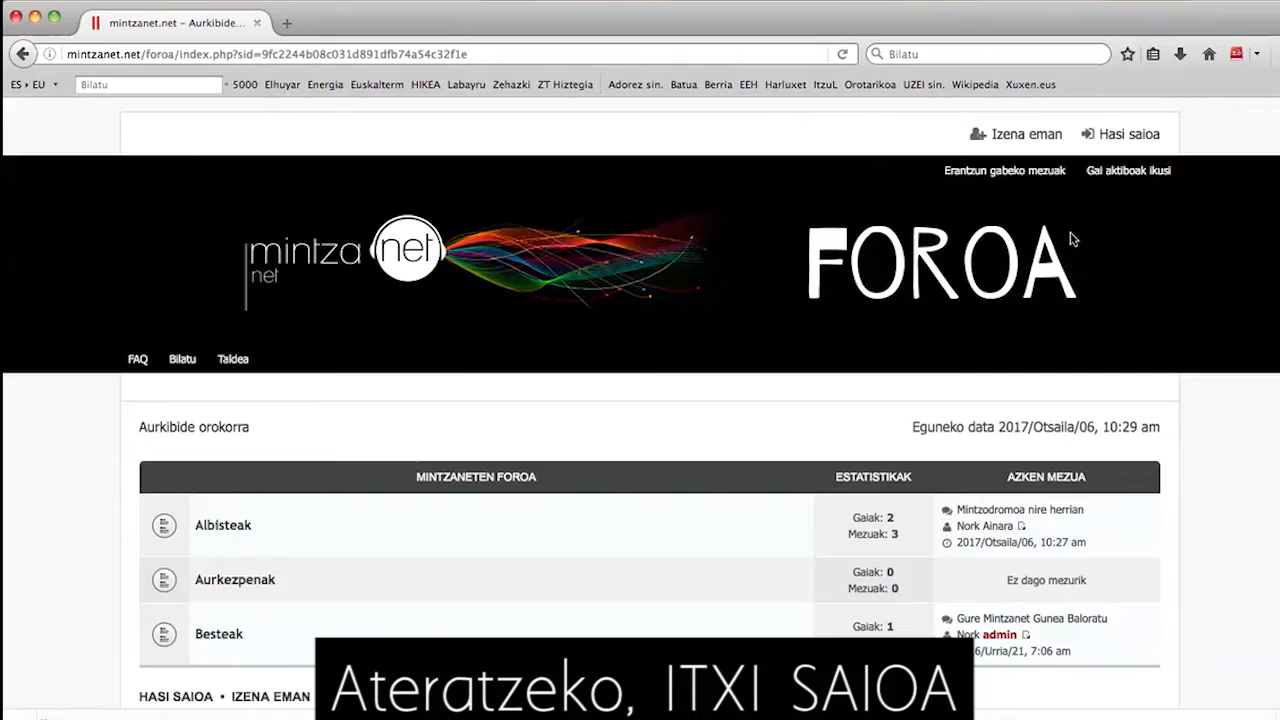 mintzanet.net – Aurkibide...
mintzanet.net/foroa/index.php?sid=9fc2244b08c031d891dfb74a54c32f1e
Bilatu
ES ▸ EU
Bilatu
5000 Elhuyar Energia Euskalterm HIKEA Labayru Zehazki ZT Hiztegia Adorez sin. Batua Berria EEH Harluxet ItzuL Orotarikoa UZEI sin. Wikipedia Xuxen.eus
Izena eman Hasi saioa
Erantzun gabeko mezuak Gai aktiboak ikusi
mintza net
net
FOROA
FAQ Bilatu Taldea
Aurkibide orokorra
Eguneko data 2017/Otsaila/06, 10:29 am
MINTZANETEN FOROA ESTATISTIKAK AZKEN MEZUA
Albisteak
Gaiak: 2
Mezuak: 3
Mintzodromoa nire herrian
Nork Ainara
2017/Otsaila/06, 10:27 am
Aurkezpenak
Gaiak: 0
Mezuak: 0
Ez dago mezurik
Besteak
Gaiak: 1
Gure Mintzanet Gunea Baloratu
Nork admin
6/Urria/21, 7:06 am
HASI SAIOA • IZENA EMAN
Ateratzeko, ITXI SAIOA